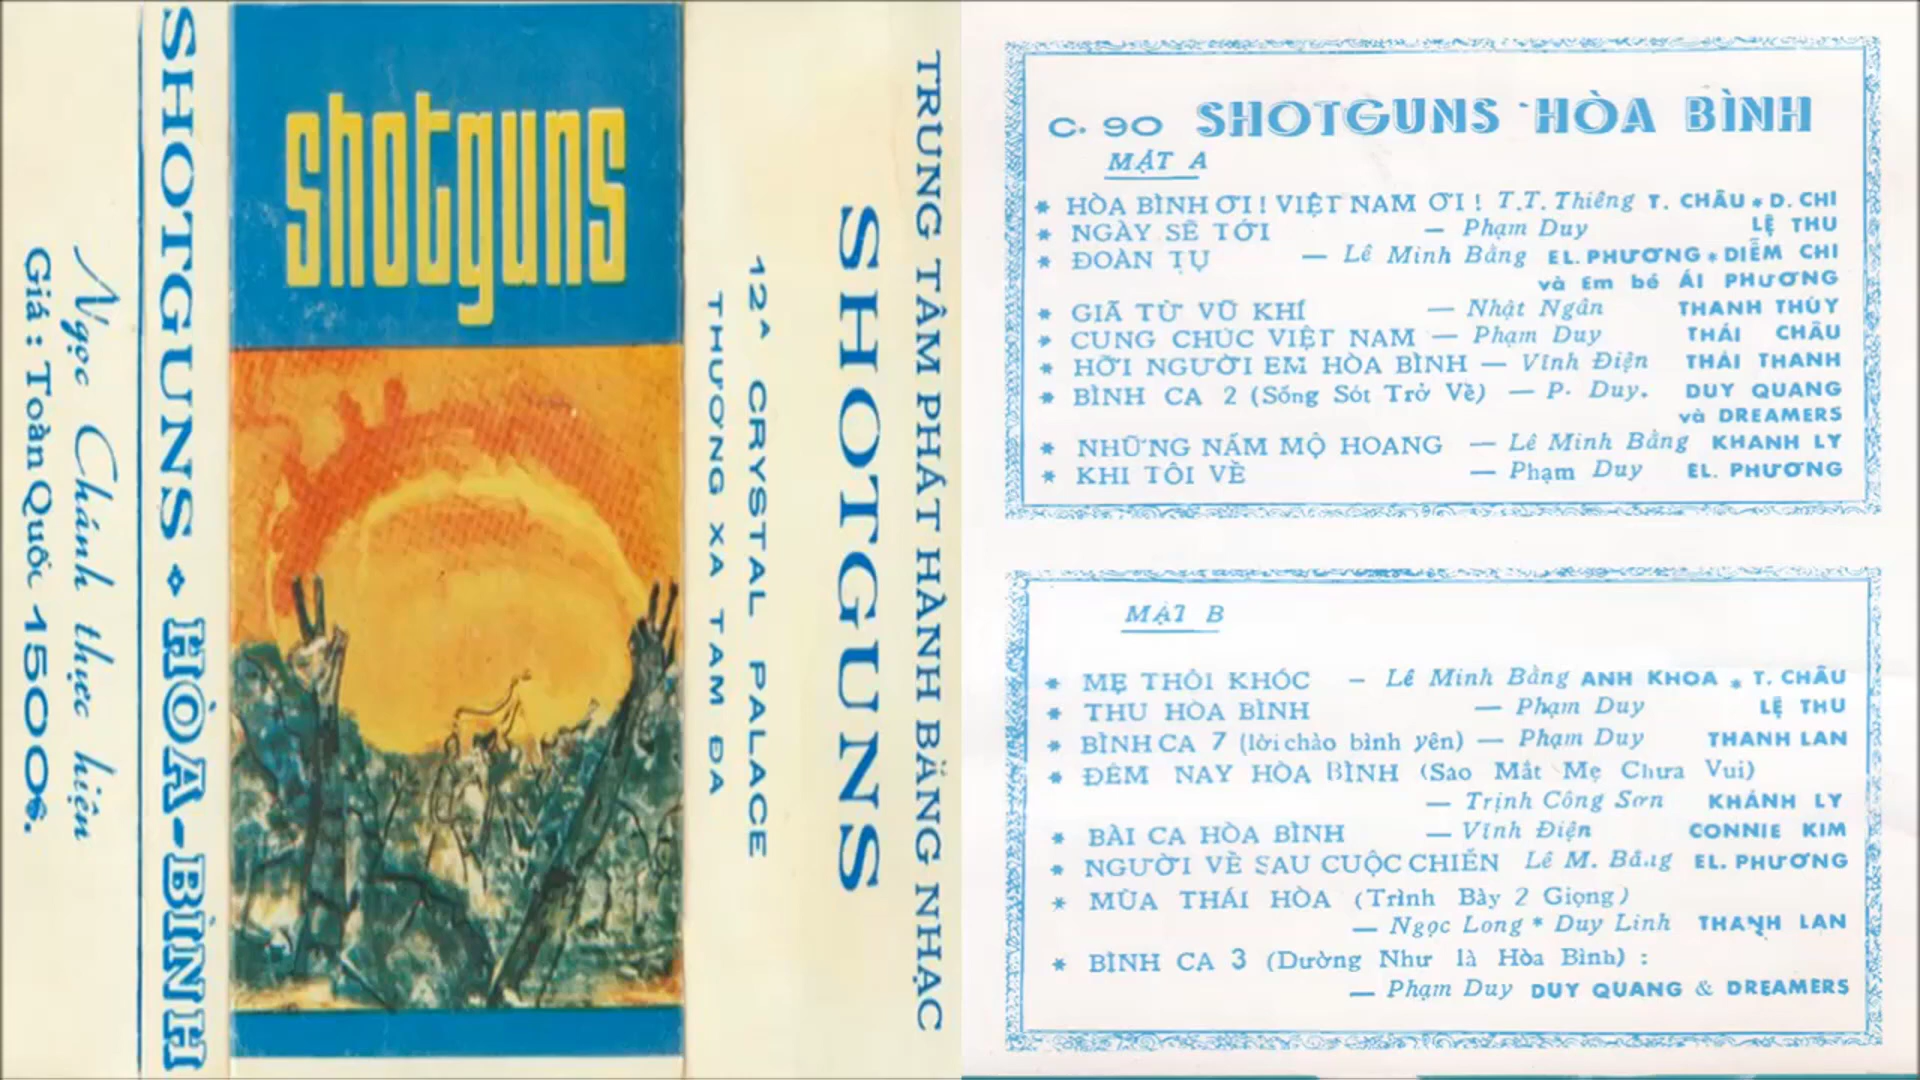 Giá : Toàn Quốc 1500đ.
Ngọc Chánh thực hiện
SHOTGUNS ◆ HÒA-BÌNH
shotguns
THƯƠNG XA TAM ĐA
12A CRYSTAL PALACE
SHOTGUNS
TRUNG TÂM PHÁT HÀNH BĂNG NHẠC
C. 90 SHOTGUNS HÒA BÌNH
MẶT A
* HÒA BÌNH ƠI ! VIỆT NAM ƠI ! T.T. Thiêng T. CHÂU * D. CHI
* NGÀY SẼ TỚI — Phạm Duy LỆ THU
* ĐOÀN TỤ — Lê Minh Bằng EL. PHƯƠNG * DIỄM CHI
và Em bé ÁI PHƯƠNG
* GIÃ TỪ VŨ KHÍ — Nhật Ngân THANH THÚY
* CUNG CHÚC VIỆT NAM — Phạm Duy THÁI CHÂU
* HỠI NGƯỜI EM HÒA BÌNH — Vĩnh Điện THÁI THANH
* BÌNH CA 2 (Sống Sót Trở Về) — P. Duy. DUY QUANG
và DREAMERS
* NHỮNG NẤM MỘ HOANG — Lê Minh Bằng KHANH LY
* KHI TÔI VỀ — Phạm Duy EL. PHƯƠNG
MẶT B
* MẸ THÔI KHÓC — Lê Minh Bằng ANH KHOA * T. CHÂU
* THU HÒA BÌNH — Phạm Duy LỆ THU
* BÌNH CA 7 (lời chào bình yên) — Phạm Duy THANH LAN
* ĐÊM NAY HÒA BÌNH (Sao Mắt Mẹ Chưa Vui)
— Trịnh Công Sơn KHÁNH LY
* BÀI CA HÒA BÌNH — Vĩnh Điện CONNIE KIM
* NGƯỜI VỀ SAU CUỘC CHIẾN Lê M. Bằng EL. PHƯƠNG
* MÙA THÁI HÒA (Trình Bày 2 Giọng)
— Ngọc Long * Duy Linh THANH LAN
* BÌNH CA 3 (Dường Như là Hòa Bình) :
— Phạm Duy DUY QUANG & DREAMERS